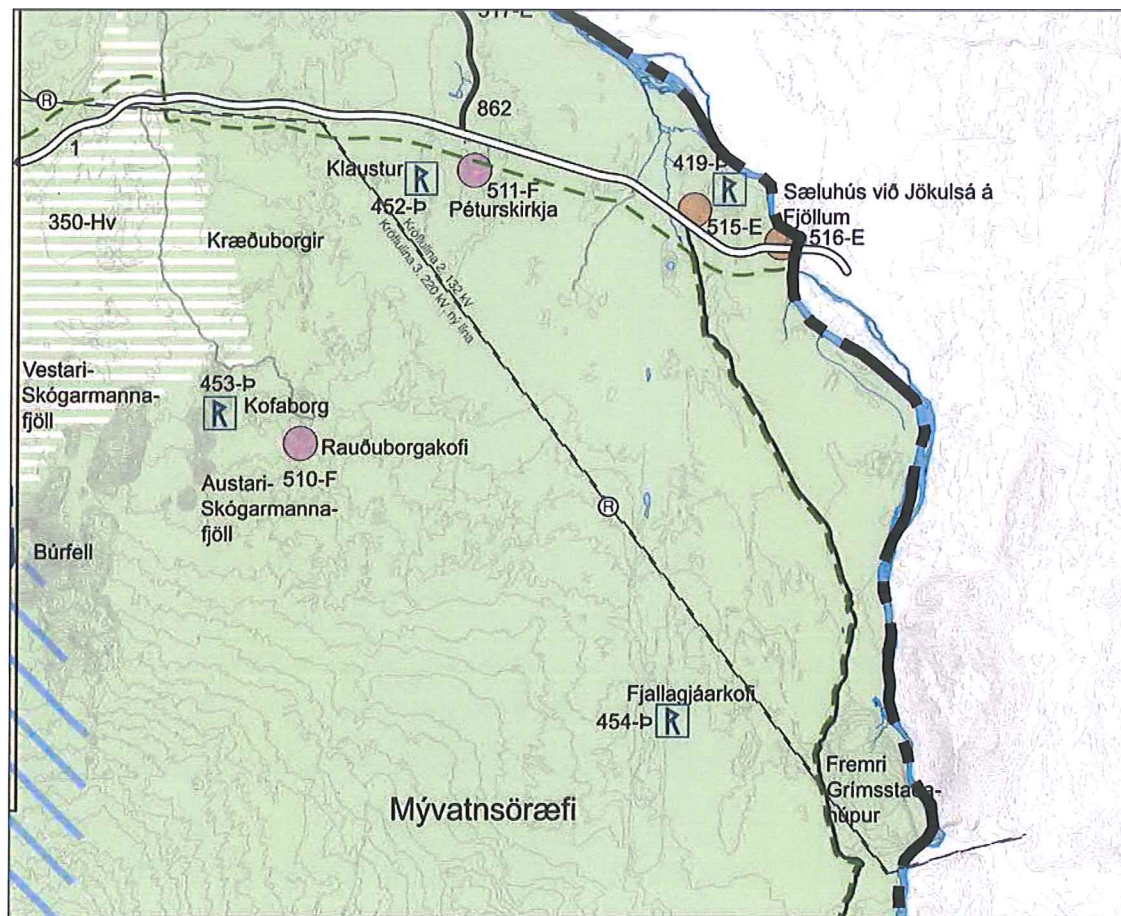 517-E
R
862
1
419-Þ
Klaustur
R
452-Þ
511-F
Péturskirkja
R
Sæluhús við Jökulsá á
Fjöllum
515-E
516-E
350-Hv
Kræðuborgir
Kröflulína 2, 132 kV
Kröflulína 3, 220 kV, ný lína
Vestari-
Skógarmanna-
fjöll
453-Þ
R
Kofaborg
Rauðuborgakofi
510-F
Austari-
Skógarmanna-
fjöll
R
Búrfell
Fjallagjáarkofi
454-Þ
R
Fremri
Grímsstaða-
núpur
Mývatnsöræfi